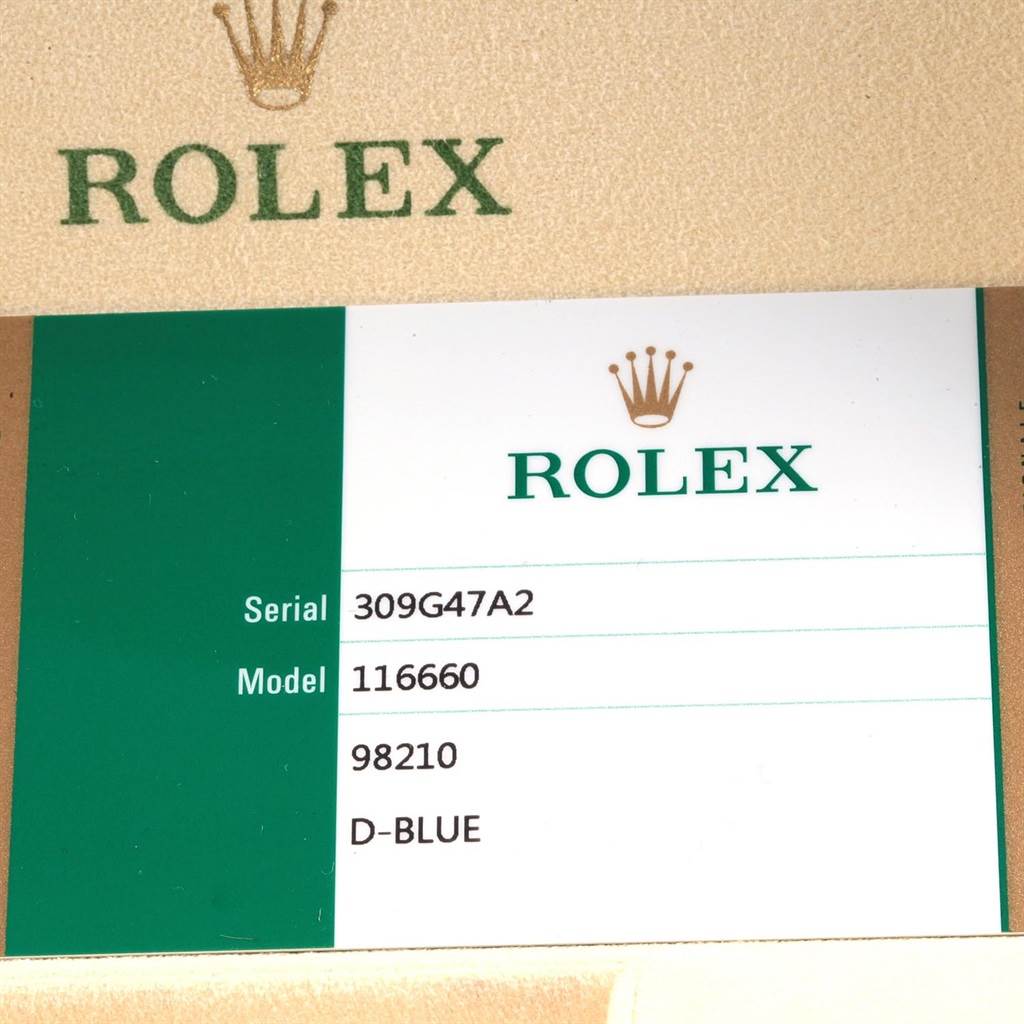 ROLEX
ROLEX
Serial 309G47A2
Model 116660
98210
D-BLUE